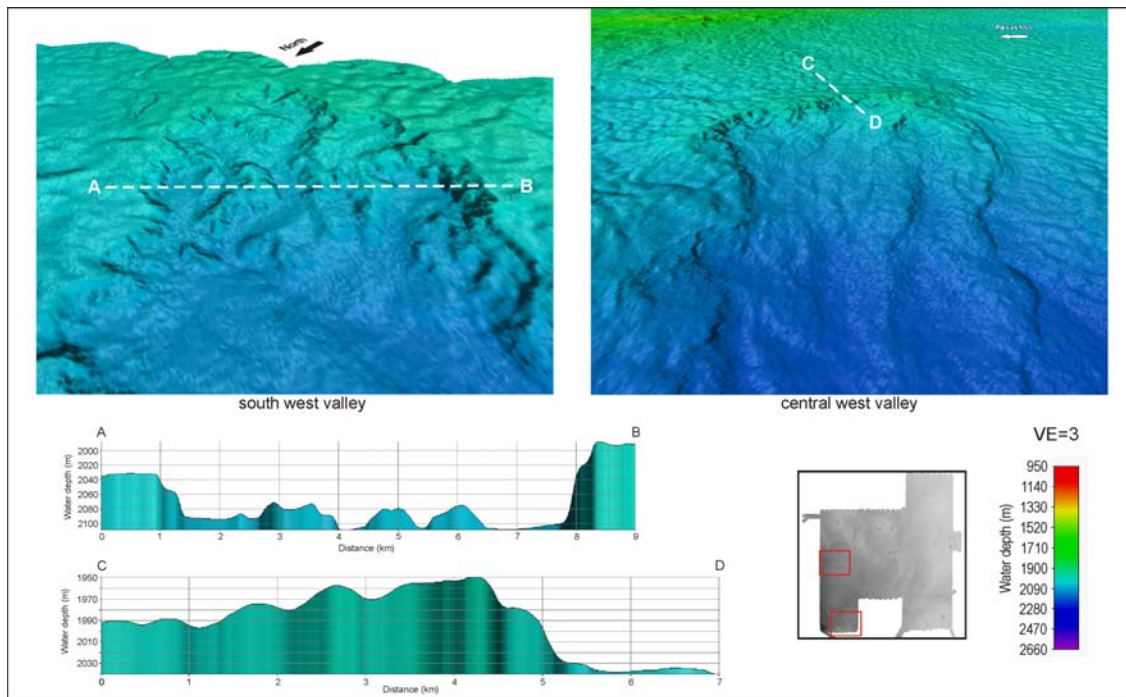 North
C
D
A
B
south west valley
central west valley
A
B
Water depth (m)
2000
2020
2040
2060
2080
2100
0 1 2 3 4 5 6 7 8 9
Distance (km)
C
D
Water depth (m)
1950
1970
1990
2010
2030
0 1 2 3 4 5 6 7
Distance (km)
VE=3
Water depth (m)
950
1140
1330
1520
1710
1900
2090
2280
2470
2660